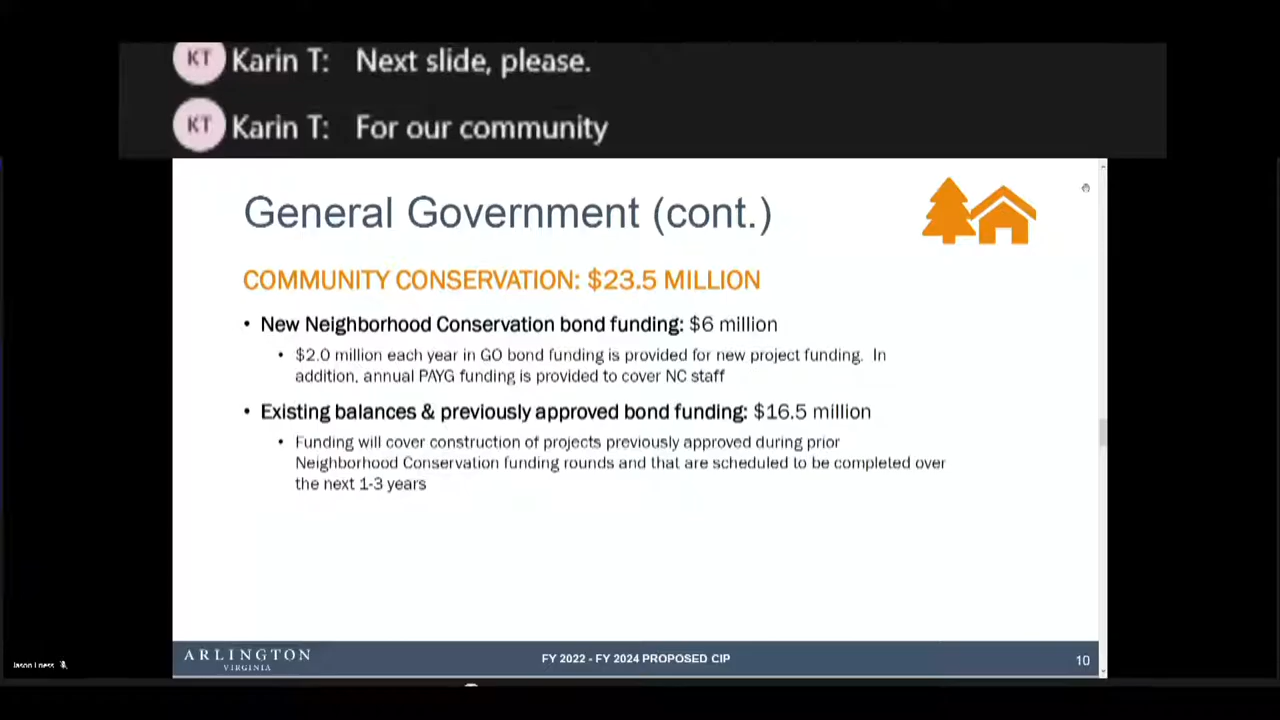 KT Karin T: Next slide, please.
KT Karin T: For our community
General Government (cont.)
COMMUNITY CONSERVATION: $23.5 MILLION
• New Neighborhood Conservation bond funding: $6 million
• $2.0 million each year in GO bond funding is provided for new project funding. In
addition, annual PAYG funding is provided to cover NC staff
• Existing balances & previously approved bond funding: $16.5 million
• Funding will cover construction of projects previously approved during prior
Neighborhood Conservation funding rounds and that are scheduled to be completed over
the next 1-3 years
ARLINGTON
VIRGINIA
FY 2022 - FY 2024 PROPOSED CIP
10
Jason